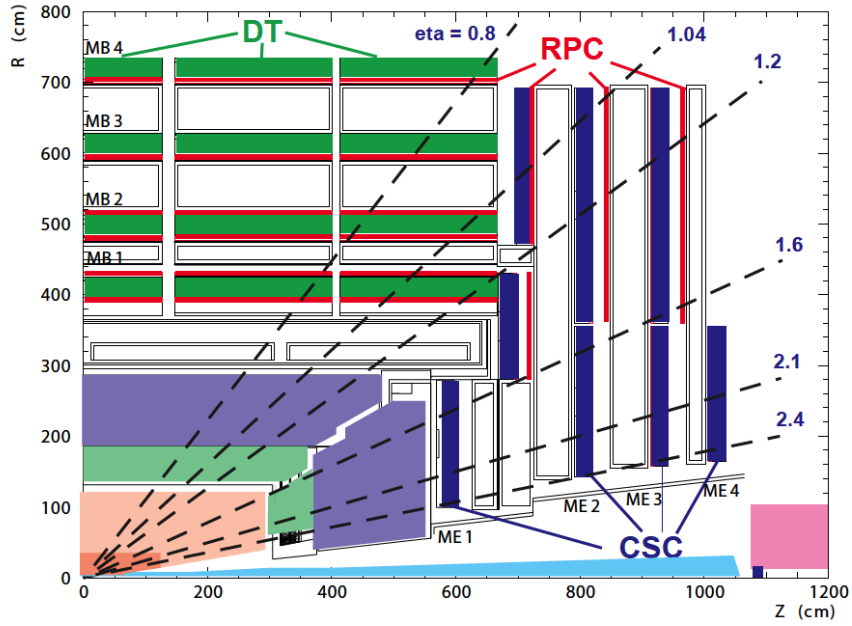 R (cm)
800
700
600
500
400
300
200
100
0
MB 4
DT
eta = 0.8
RPC
1.04
1.2
MB 3
MB 2
MB 1
1.6
2.1
2.4
ME 1
ME 2
ME 3
ME 4
CSC
0
200
400
600
800
1000
1200
Z (cm)